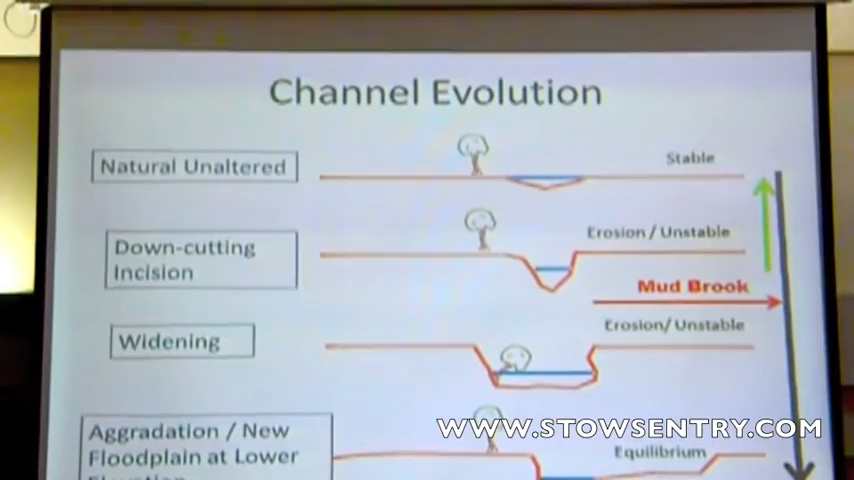 Channel Evolution
Natural Unaltered
Stable
Down-cutting
Incision
Erosion / Unstable
Mud Brook
Widening
Erosion/ Unstable
Aggradation / New
Floodplain at Lower
Equilibrium
WWW.STOWSENTRY.COM